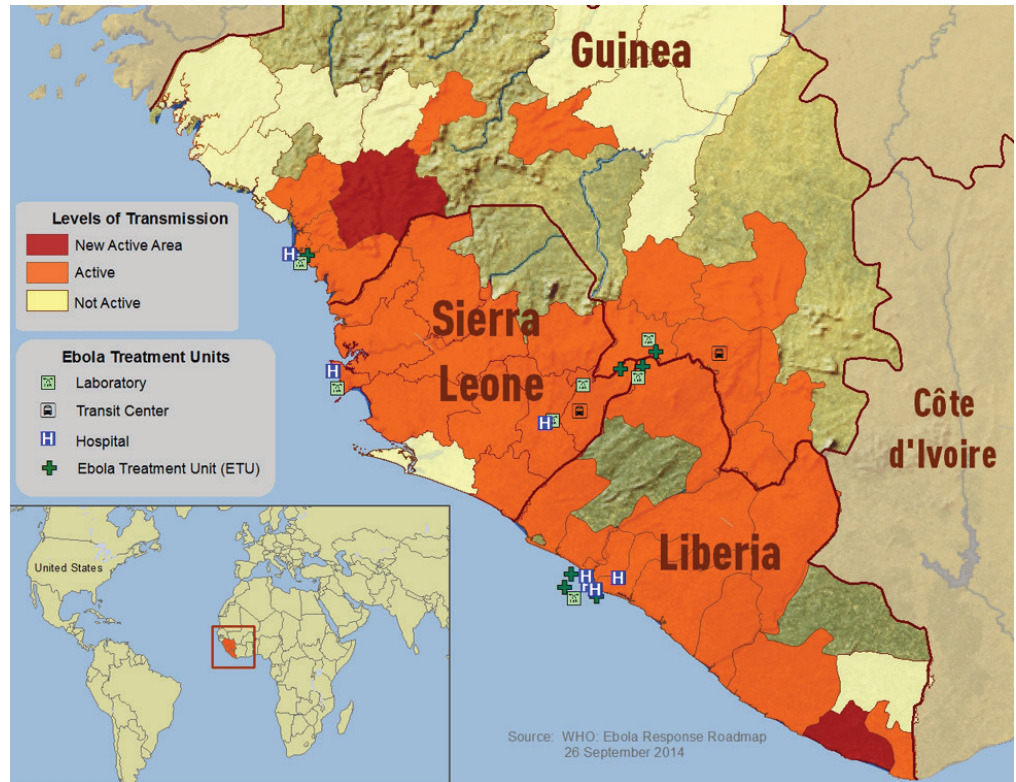 Guinea
Levels of Transmission
New Active Area
Active
Not Active
Ebola Treatment Units
Laboratory
Transit Center
H
Hospital
Ebola Treatment Unit (ETU)
H
H
Sierra
Leone
H
Côte
d'Ivoire
Liberia
H
H
H
United States
Source: WHO: Ebola Response Roadmap
26 September 2014